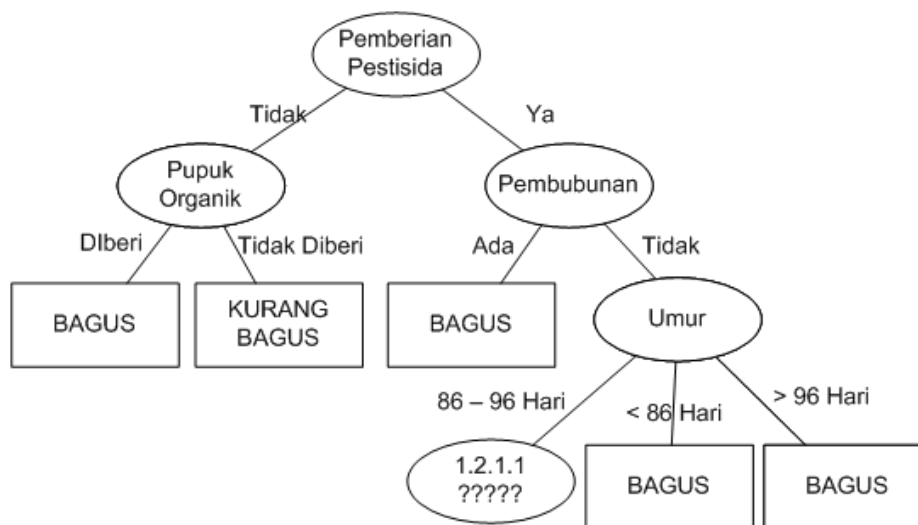 Pemberian
Pestisida
Tidak
Ya
Pupuk
Organik
Pembubunan
DIberi
Tidak Diberi
Ada
Tidak
BAGUS
KURANG
BAGUS
BAGUS
Umur
86 – 96 Hari
< 86 Hari
> 96 Hari
1.2.1.1
?????
BAGUS
BAGUS